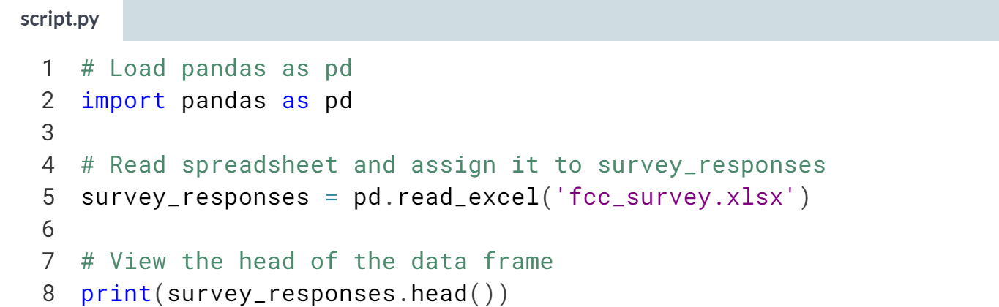 script.py
1 # Load pandas as pd
2 import pandas as pd
3
4 # Read spreadsheet and assign it to survey_responses
5 survey_responses = pd.read_excel('fcc_survey.xlsx')
6
7 # View the head of the data frame
8 print(survey_responses.head())